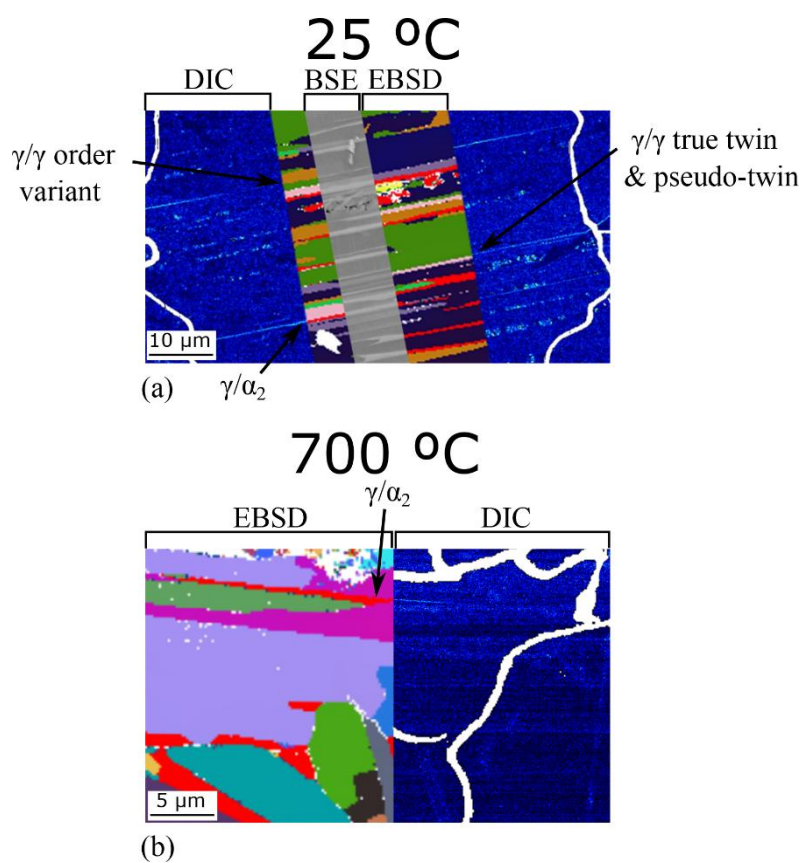 25 ºC
DIC BSE EBSD
γ/γ order
variant
γ/γ true twin
& pseudo-twin
10 µm
γ/α₂
(a)
700 ºC
γ/α₂
EBSD DIC
5 µm
(b)